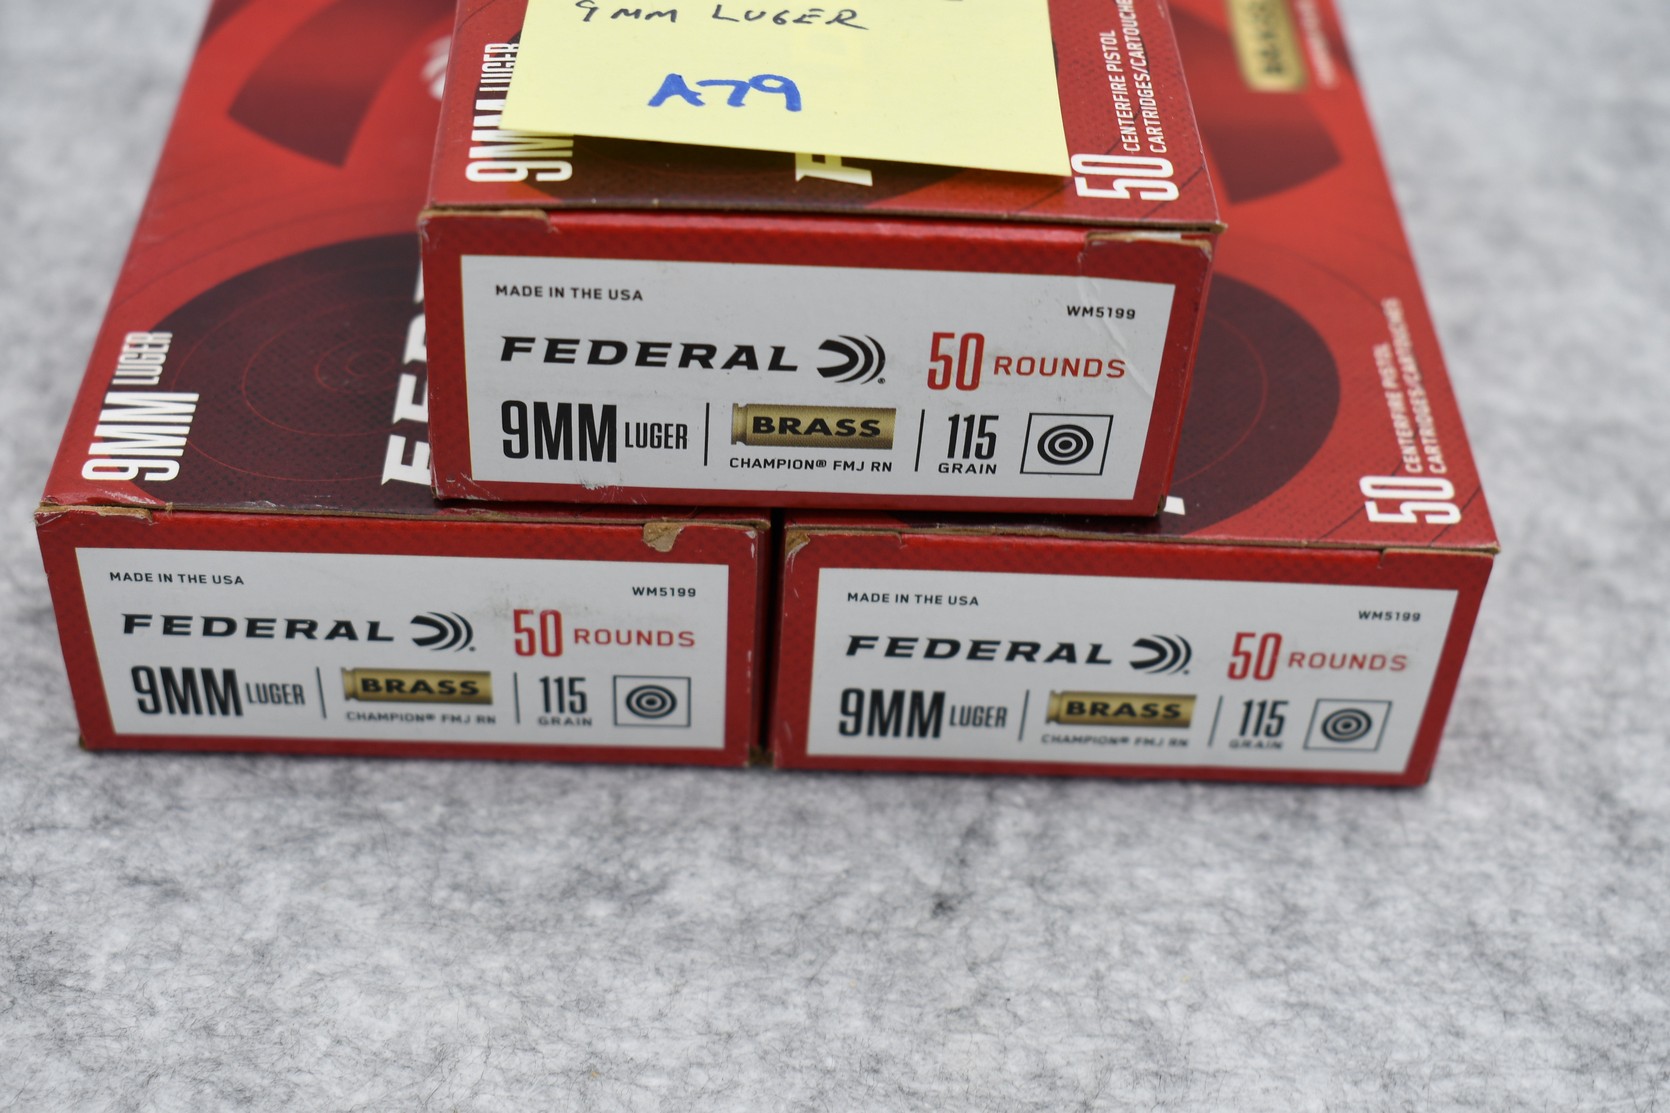 9MM LUGER
A79
9MM LUGER
50 CENTERFIRE PISTOL
CARTRIDGES/CARTOUCHES
MADE IN THE USA
WM5199
FEDERAL
50 ROUNDS
9MM LUGER
BRASS
CHAMPION® FMJ RN
115
GRAIN
9MM LUGER
50 CENTERFIRE PISTOL
CARTRIDGES/CARTOUCHES
MADE IN THE USA
WM5199
FEDERAL
50 ROUNDS
9MM LUGER
BRASS
CHAMPION® FMJ RN
115
GRAIN
MADE IN THE USA
WM5199
FEDERAL
50 ROUNDS
9MM LUGER
BRASS
CHAMPION® FMJ RN
115
GRAIN